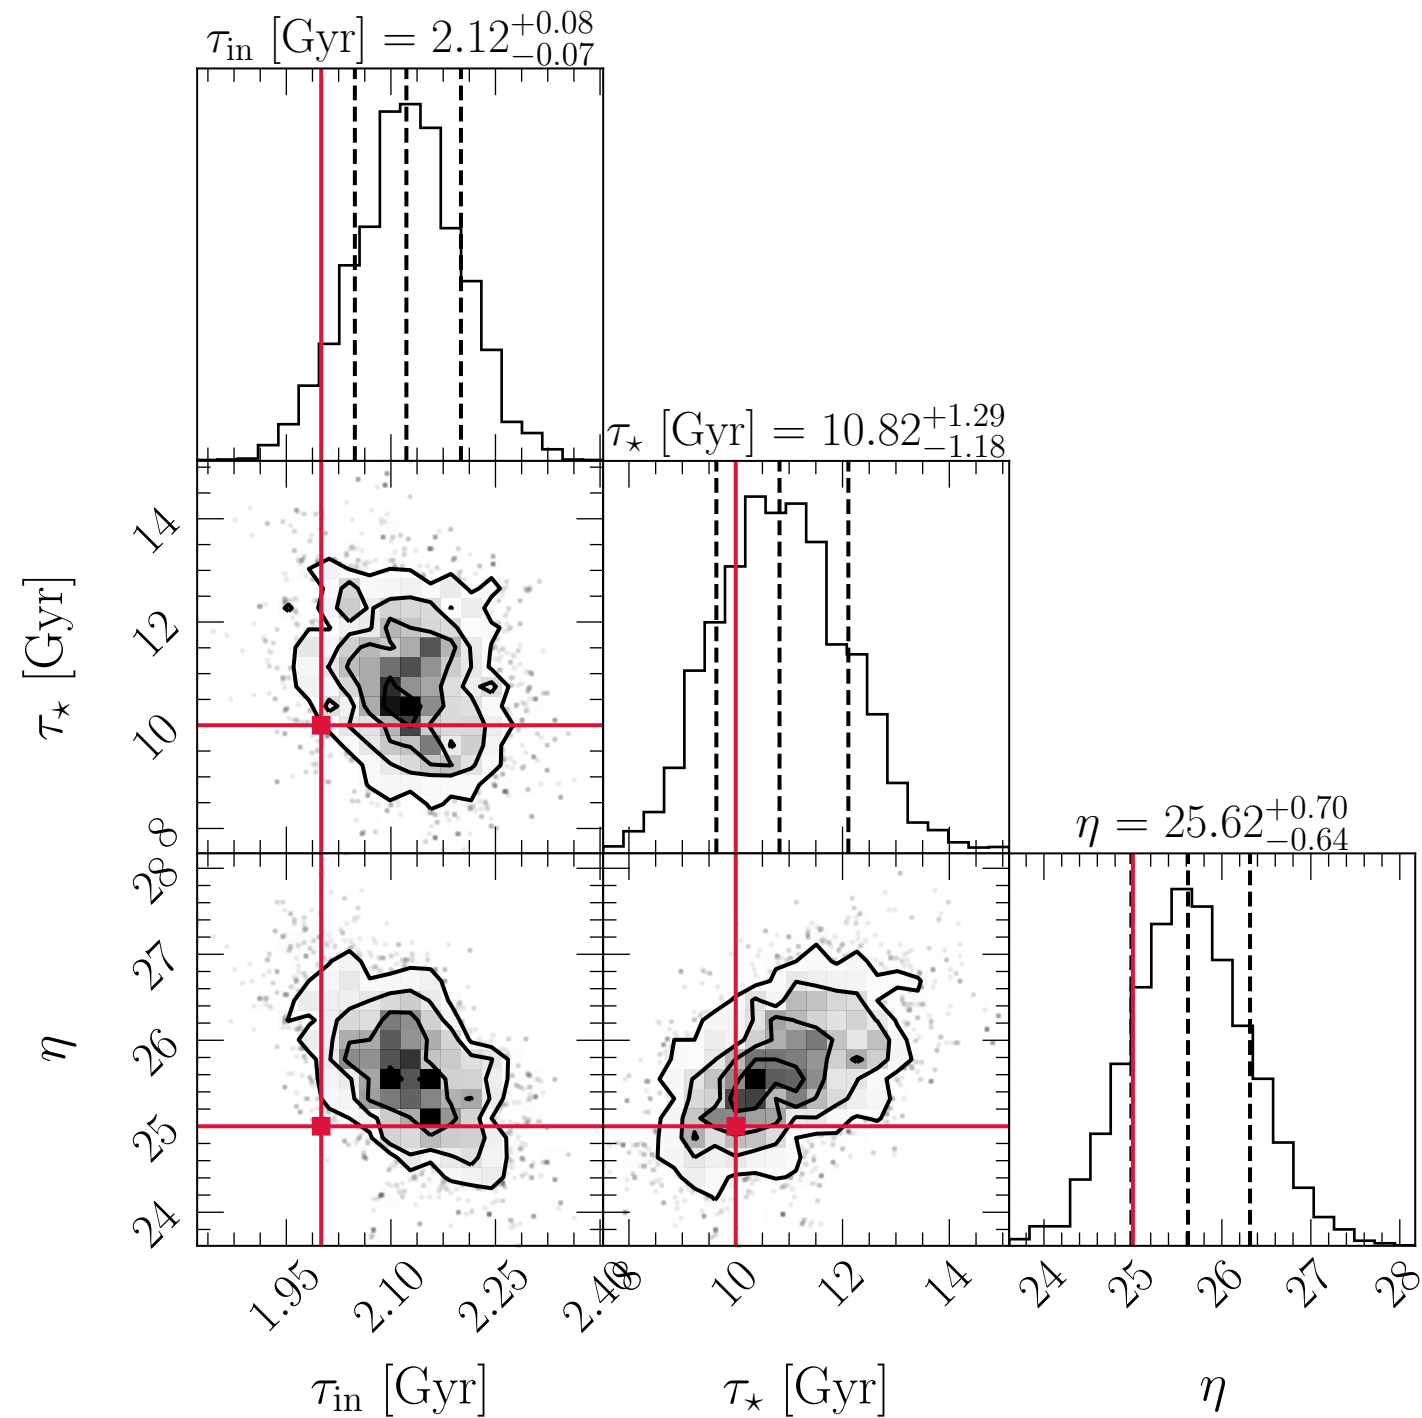 τ_in [Gyr] = 2.12^{+0.08}_{−0.07}
τ_⋆ [Gyr] = 10.82^{+1.29}_{−1.18}
η = 25.62^{+0.70}_{−0.64}
τ_⋆ [Gyr]
14
12
10
8
η
28
27
26
25
24
1.95 2.10 2.25 2.40
8 10 12 14
24 25 26 27 28
τ_in [Gyr]
τ_⋆ [Gyr]
η